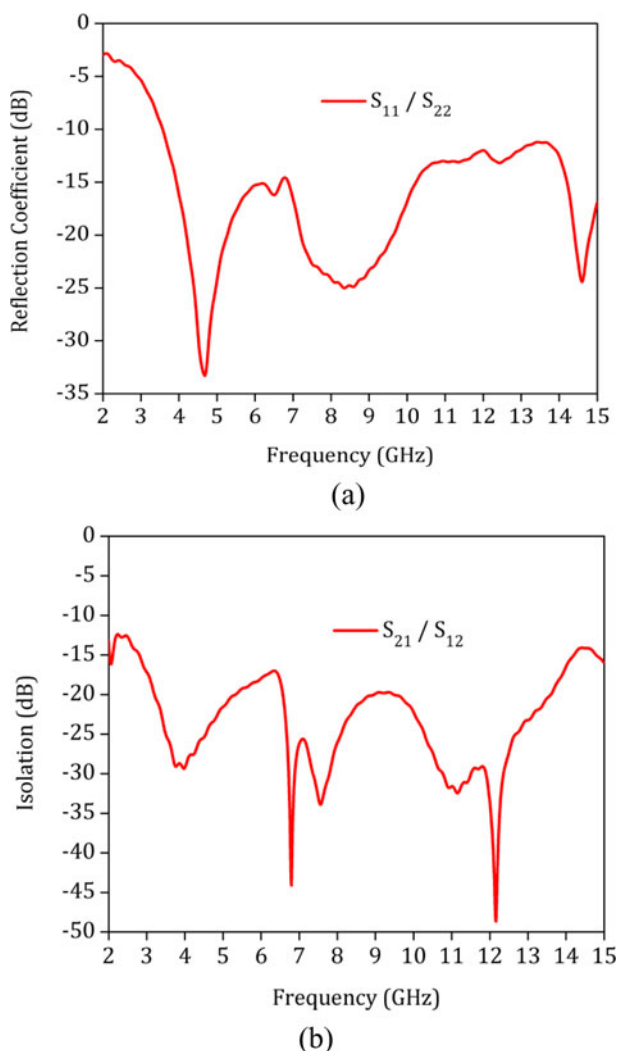 0
-5
-10
-15
-20
-25
-30
-35
Reflection Coefficient (dB)
S11 / S22
2 3 4 5 6 7 8 9 10 11 12 13 14 15
Frequency (GHz)
(a)
0
-5
-10
-15
-20
-25
-30
-35
-40
-45
-50
Isolation (dB)
S21 / S12
2 3 4 5 6 7 8 9 10 11 12 13 14 15
Frequency (GHz)
(b)